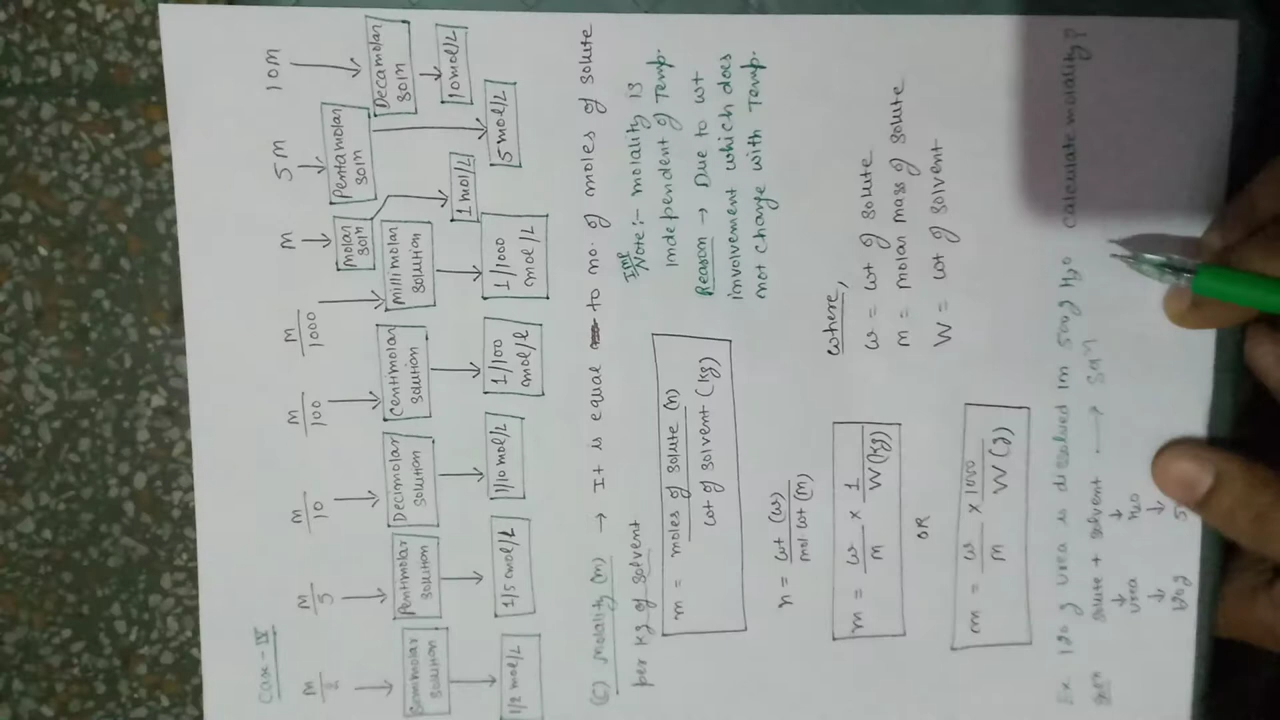 Case - IV
M/2 M/5 M/10 M/100 M/1000 M 5M 10M
Semimolar solution Pentimolar solution Decimolar solution Centimolar solution Millimolar solution molar soln Pentamolar soln Decamolar soln
1/2 mol/L 1/5 mol/L 1/10 mol/L 1/100 mol/l 1/1000 mol/L 1 mol/L 5 mol/L 10 mol/L
(C) Molality (m) → It is equal to no. of moles of solute
per kg of solvent
Imp
Note:- molality is
independent of Temp.
Reason → Due to wt
involvement which does
not change with Temp.
m = moles of solute (n) / wt of solvent (kg)
n = wt (w) / mol. wt (M)
where,
m = w/m × 1/W(kg)
w = wt of solute
m = molar mass of solute
W = wt of solvent
OR
m = w/m × 1000/W(g)
Ex 120 g urea is dissolved in 500g H₂O calculate molality?
solute + solvent → Soln
↓ ↓
urea H₂O
↓ ↓
120g 5